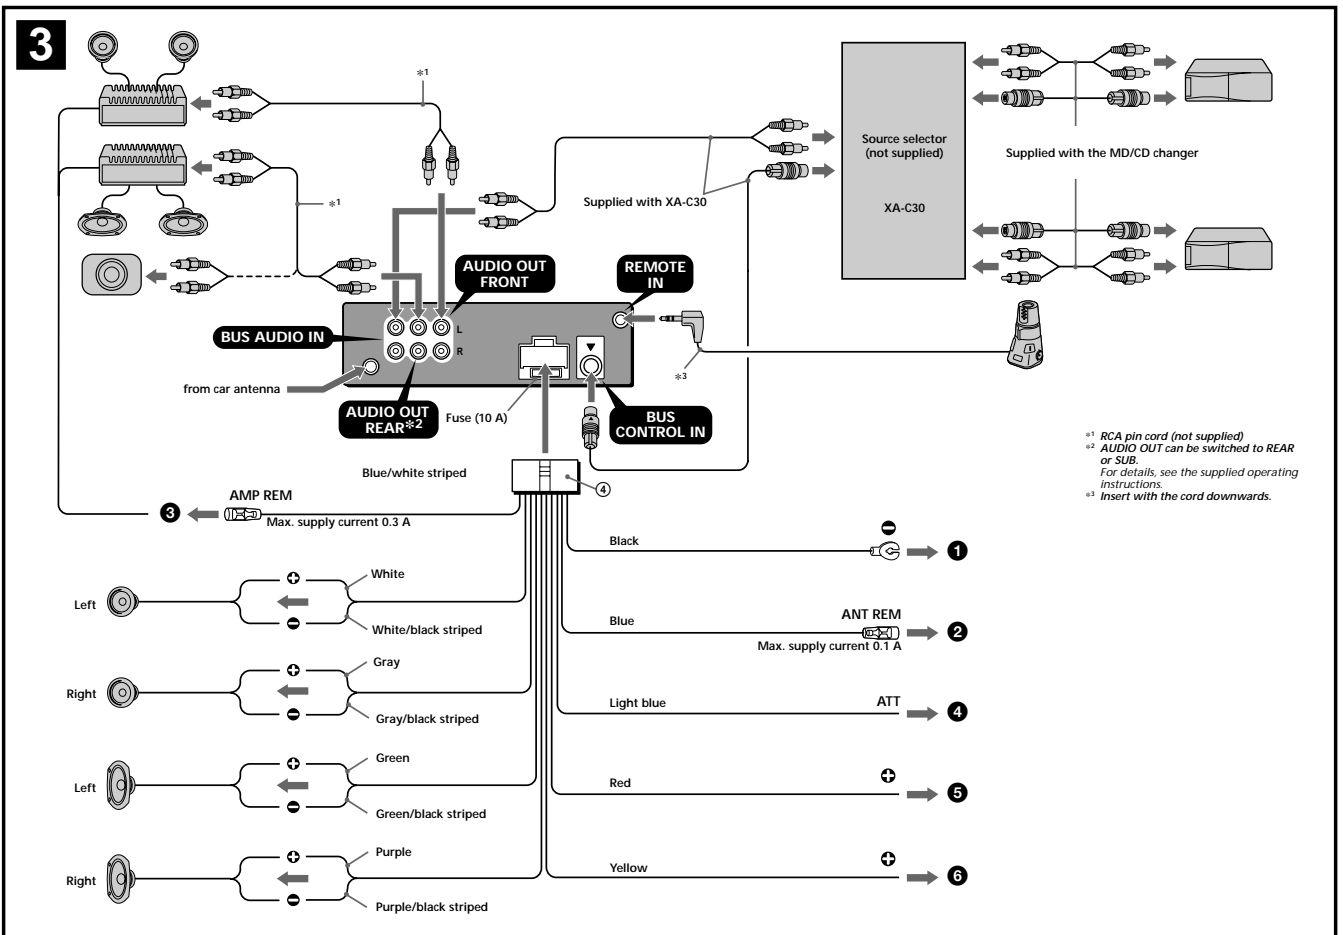 3
*1
*1
Supplied with XA-C30
Source selector
(not supplied)
XA-C30
Supplied with the MD/CD changer
AUDIO OUT
FRONT
REMOTE
IN
BUS AUDIO IN
L
R
from car antenna
AUDIO OUT
REAR*2
Fuse (10 A)
BUS
CONTROL IN
*3
*1 RCA pin cord (not supplied)
*2 AUDIO OUT can be switched to REAR
or SUB.
For details, see the supplied operating
instructions.
*3 Insert with the cord downwards.
Blue/white striped
④
❸
AMP REM
Max. supply current 0.3 A
Black
⊖
❶
Left
⊕
White
⊖
White/black striped
Blue
ANT REM
Max. supply current 0.1 A
❷
Right
⊕
Gray
⊖
Gray/black striped
Light blue
ATT
❹
Left
⊕
Green
⊖
Green/black striped
Red
⊕
❺
Right
⊕
Purple
⊖
Purple/black striped
Yellow
⊕
❻